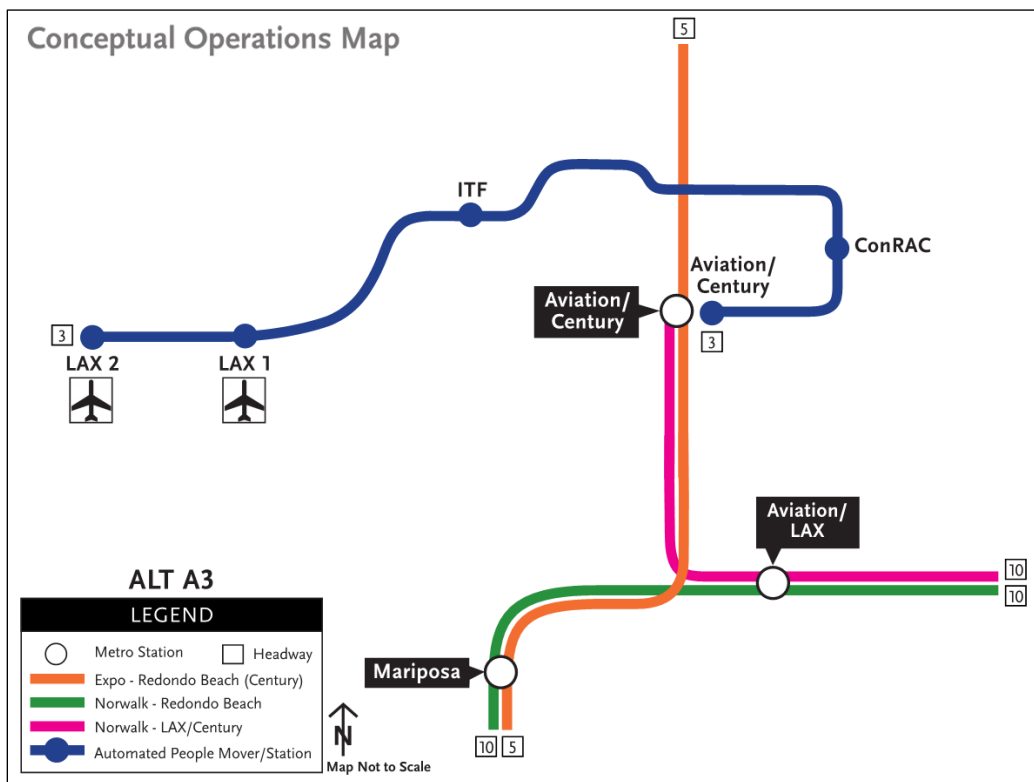 Conceptual Operations Map
5
ITF
ConRAC
Aviation/
Century
Aviation/
Century
3
3
LAX 2
LAX 1
Aviation/
LAX
10
10
Mariposa
10
5
ALT A3
LEGEND
Metro Station
Headway
Expo - Redondo Beach (Century)
Norwalk - Redondo Beach
Norwalk - LAX/Century
Automated People Mover/Station
N
Map Not to Scale